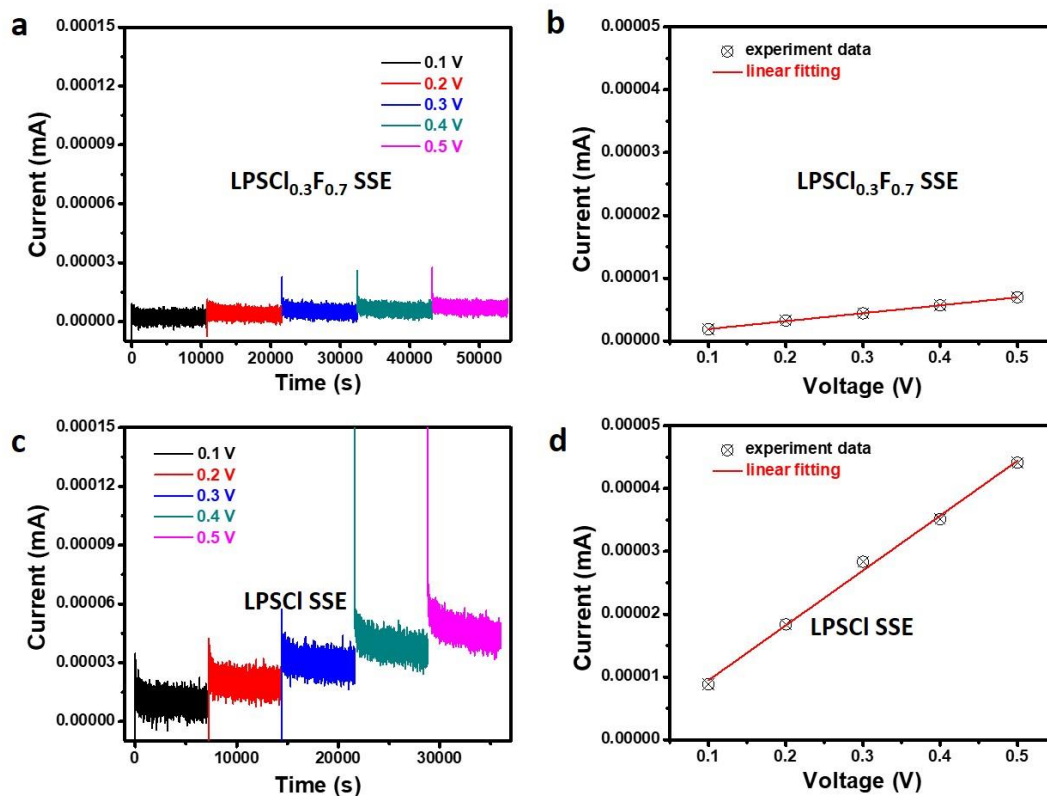 a
0.00015
0.00012
0.00009
0.00006
0.00003
0.00000
Current (mA)
0.1 V
0.2 V
0.3 V
0.4 V
0.5 V
LPSCl0.3F0.7 SSE
0 10000 20000 30000 40000 50000
Time (s)
b
0.00005
0.00004
0.00003
0.00002
0.00001
0.00000
Current (mA)
experiment data
linear fitting
LPSCl0.3F0.7 SSE
0.1 0.2 0.3 0.4 0.5
Voltage (V)
c
0.00015
0.00012
0.00009
0.00006
0.00003
0.00000
Current (mA)
0.1 V
0.2 V
0.3 V
0.4 V
0.5 V
LPSCl SSE
0 10000 20000 30000
Time (s)
d
0.00005
0.00004
0.00003
0.00002
0.00001
0.00000
Current (mA)
experiment data
linear fitting
LPSCl SSE
0.1 0.2 0.3 0.4 0.5
Voltage (V)